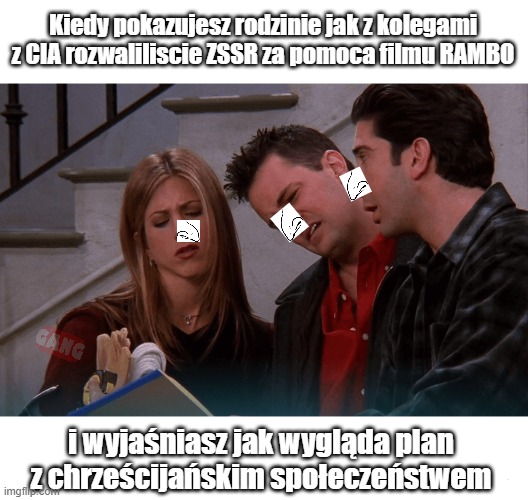 Kiedy pokazujesz rodzinie jak z kolegami
z CIA rozwaliliscie ZSSR za pomoca filmu RAMBO
GANG
i wyjaśniasz jak wygląda plan
z chrześcijańskim społeczeństwem
imgflip.com